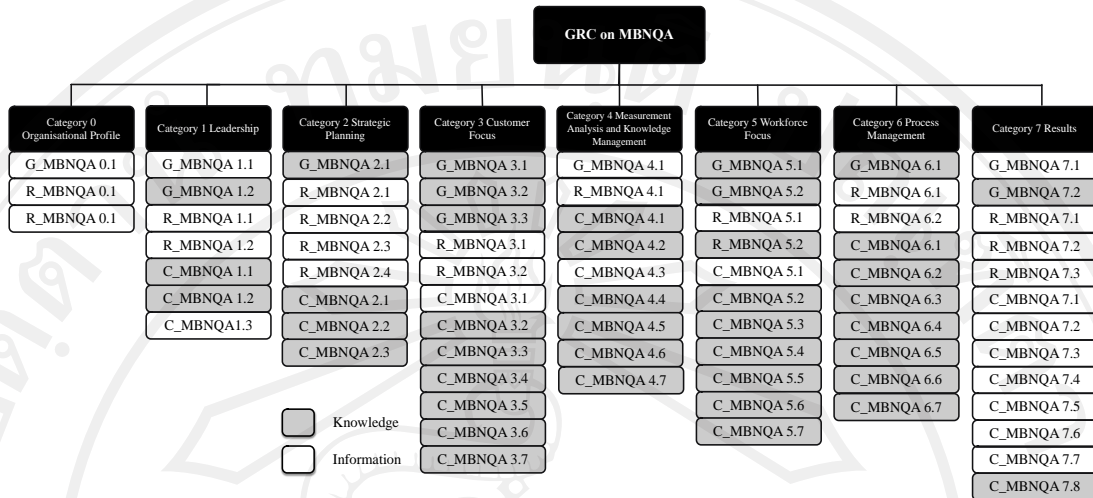 GRC on MBNQA
Category 0
Organisational Profile
G_MBNQA 0.1
R_MBNQA 0.1
R_MBNQA 0.1
Category 1 Leadership
G_MBNQA 1.1
G_MBNQA 1.2
R_MBNQA 1.1
R_MBNQA 1.2
C_MBNQA 1.1
C_MBNQA 1.2
C_MBNQA1.3
Category 2 Strategic
Planning
G_MBNQA 2.1
R_MBNQA 2.1
R_MBNQA 2.2
R_MBNQA 2.3
R_MBNQA 2.4
C_MBNQA 2.1
C_MBNQA 2.2
C_MBNQA 2.3
Category 3 Customer
Focus
G_MBNQA 3.1
G_MBNQA 3.2
G_MBNQA 3.3
R_MBNQA 3.1
R_MBNQA 3.2
C_MBNQA 3.1
C_MBNQA 3.2
C_MBNQA 3.3
C_MBNQA 3.4
C_MBNQA 3.5
C_MBNQA 3.6
C_MBNQA 3.7
Category 4 Measurement
Analysis and Knowledge
Management
G_MBNQA 4.1
R_MBNQA 4.1
C_MBNQA 4.1
C_MBNQA 4.2
C_MBNQA 4.3
C_MBNQA 4.4
C_MBNQA 4.5
C_MBNQA 4.6
C_MBNQA 4.7
Category 5 Workforce
Focus
G_MBNQA 5.1
G_MBNQA 5.2
R_MBNQA 5.1
R_MBNQA 5.2
C_MBNQA 5.1
C_MBNQA 5.2
C_MBNQA 5.3
C_MBNQA 5.4
C_MBNQA 5.5
C_MBNQA 5.6
C_MBNQA 5.7
Category 6 Process
Management
G_MBNQA 6.1
R_MBNQA 6.1
R_MBNQA 6.2
C_MBNQA 6.1
C_MBNQA 6.2
C_MBNQA 6.3
C_MBNQA 6.4
C_MBNQA 6.5
C_MBNQA 6.6
C_MBNQA 6.7
Category 7 Results
G_MBNQA 7.1
G_MBNQA 7.2
R_MBNQA 7.1
R_MBNQA 7.2
R_MBNQA 7.3
C_MBNQA 7.1
C_MBNQA 7.2
C_MBNQA 7.3
C_MBNQA 7.4
C_MBNQA 7.5
C_MBNQA 7.6
C_MBNQA 7.7
C_MBNQA 7.8
Knowledge
Information